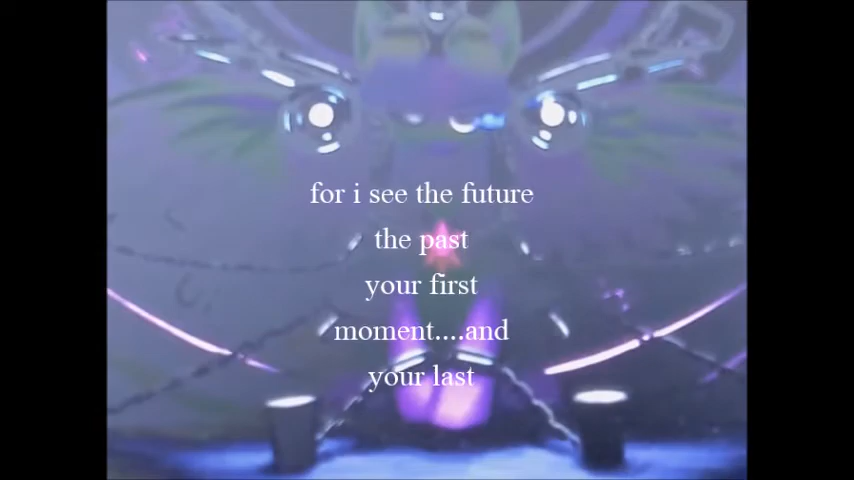 for i see the future
the past
your first
moment....and
your last